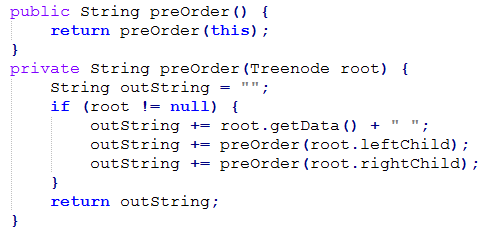 public String preOrder() {
    return preOrder(this);
}
private String preOrder(Treenode root) {
    String outString = "";
    if (root != null) {
        outString += root.getData() + " ";
        outString += preOrder(root.leftChild);
        outString += preOrder(root.rightChild);
    }
    return outString;
}